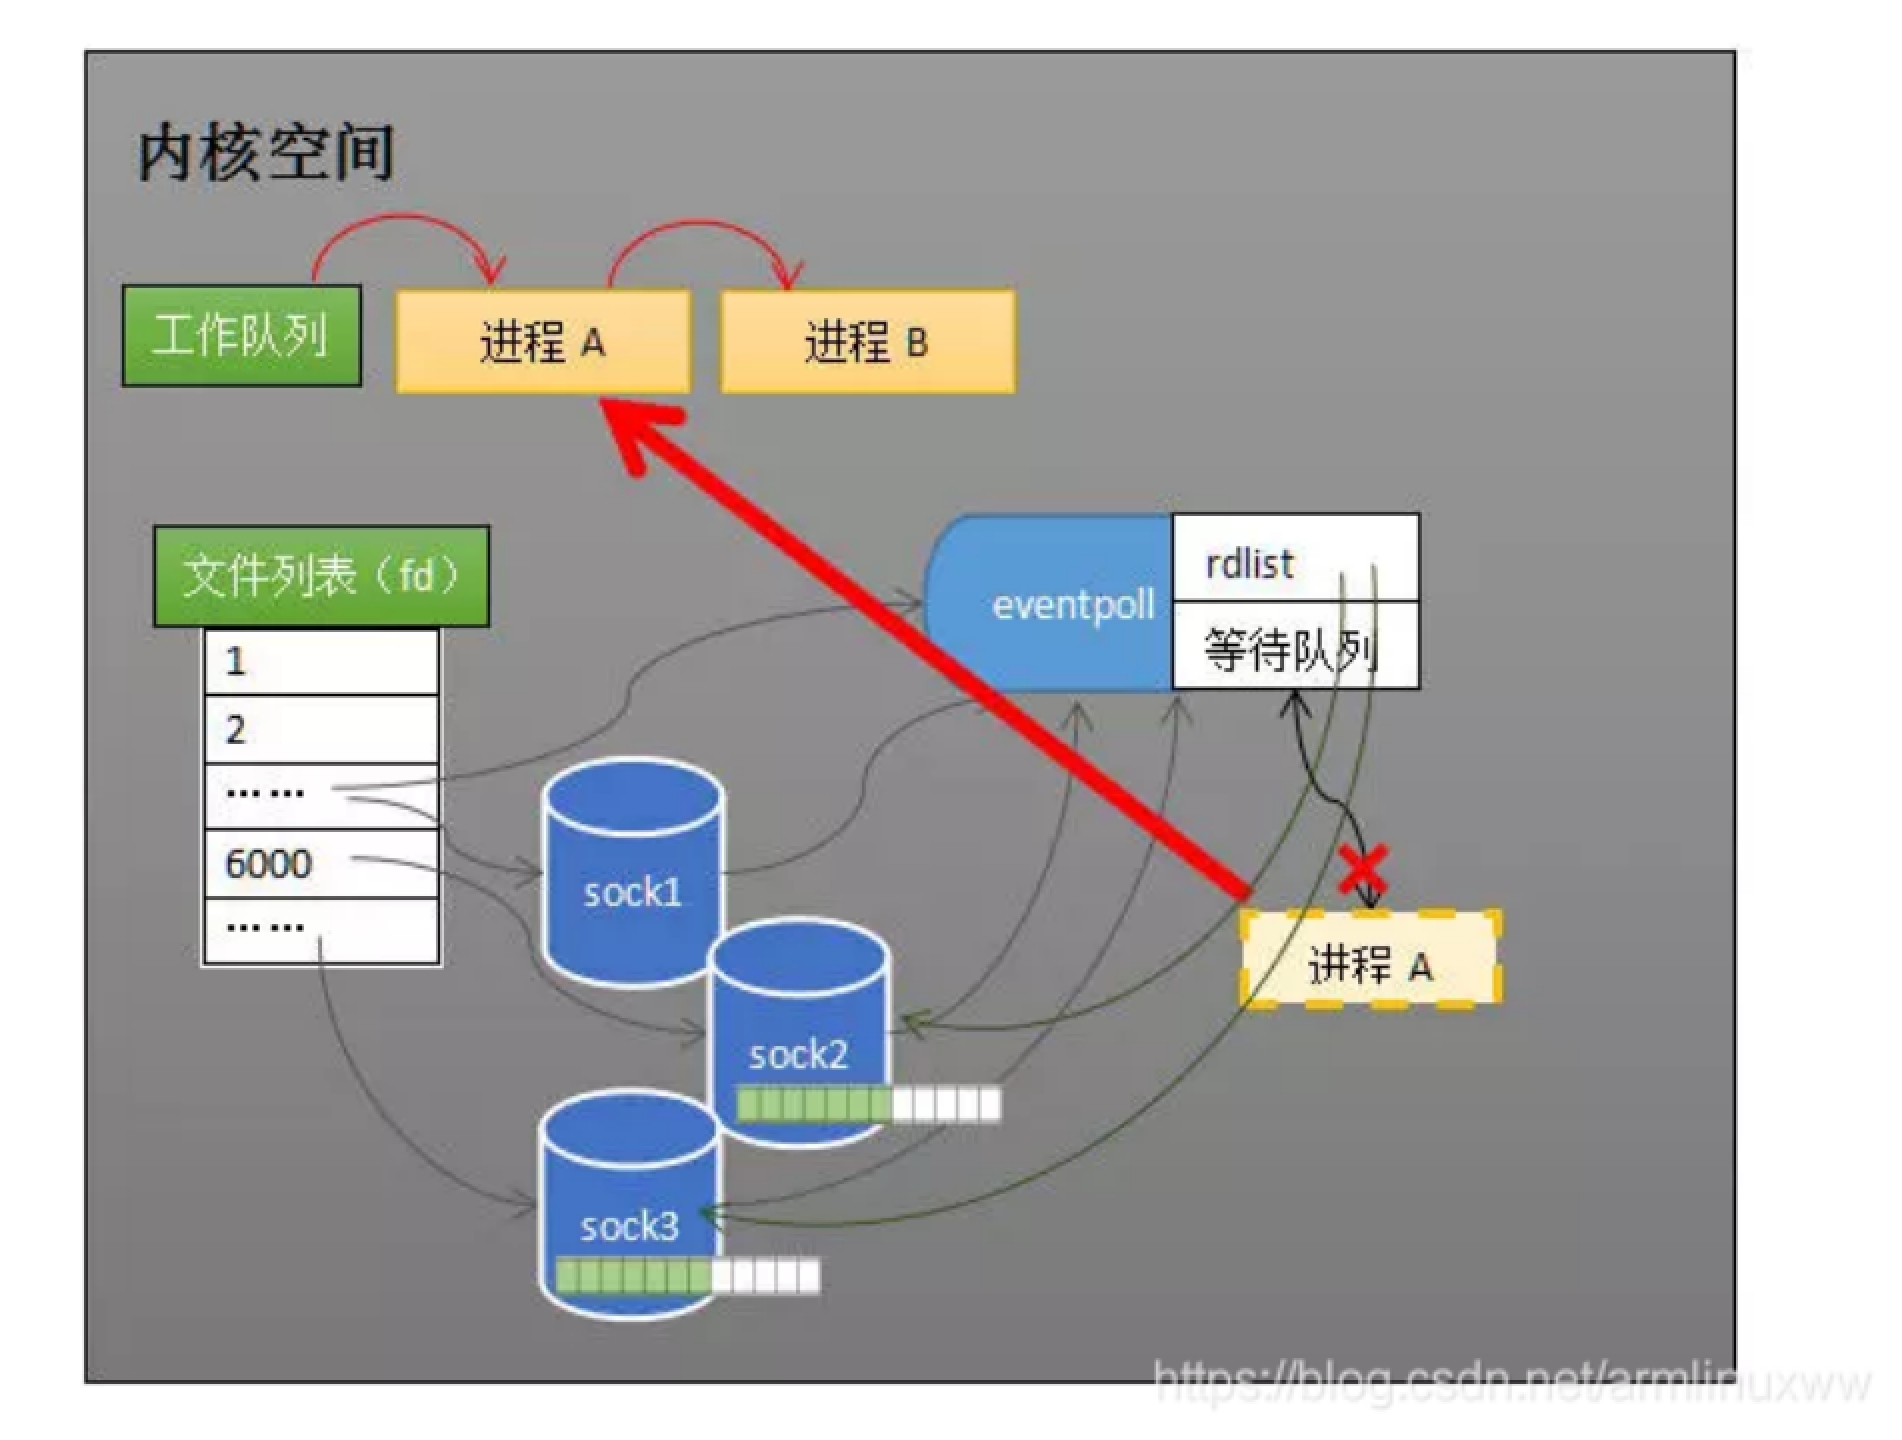 内核空间
工作队列
进程 A
进程 B
文件列表（fd）
1
2
……
6000
……
eventpoll
rdlist
等待队列
sock1
sock2
sock3
进程 A
https://blog.csdn.net/armlinuxww